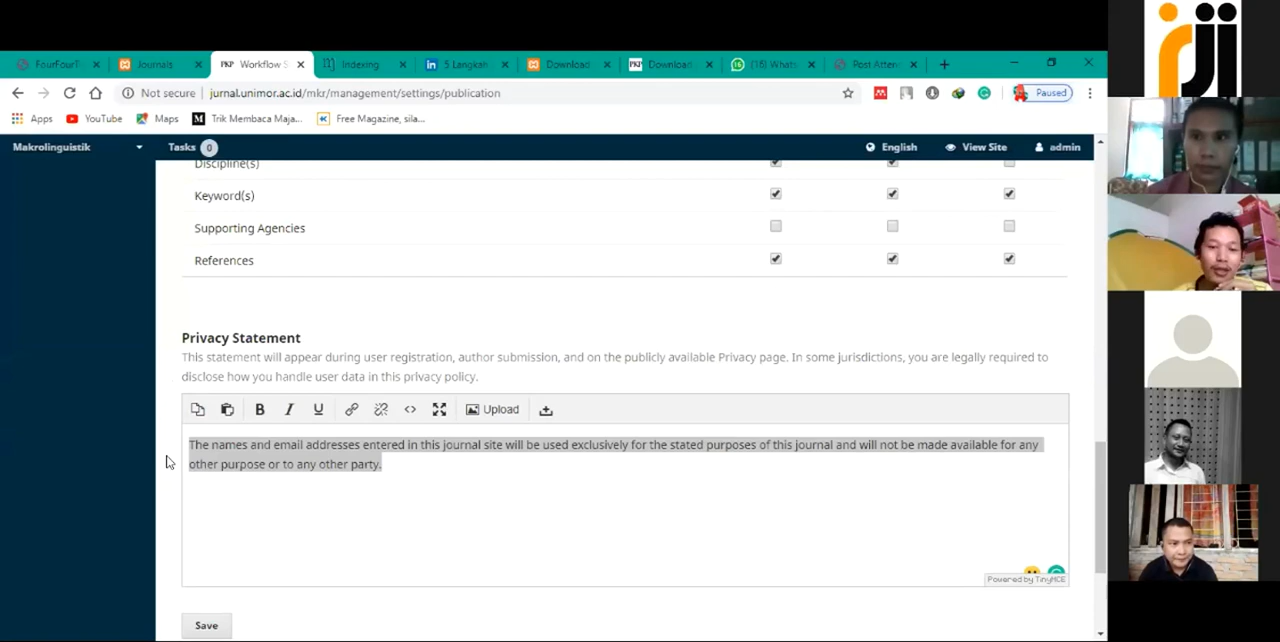 FourFourT
Journals
PKP Workflow S
Indexing
in 5 Langkah
Download
PKP Download
(16) Whats
Post Atten
Not secure
jurnal.unimor.ac.id/mkr/management/settings/publication
Paused
Apps
YouTube
Maps
M Trik Membaca Maja...
Free Magazine, sila...
Makrolinguistik
Tasks 0
English
View Site
admin
Discipline(s)
Keyword(s)
Supporting Agencies
References
Privacy Statement
This statement will appear during user registration, author submission, and on the publicly available Privacy page. In some jurisdictions, you are legally required to
disclose how you handle user data in this privacy policy.
B I U
Upload
The names and email addresses entered in this journal site will be used exclusively for the stated purposes of this journal and will not be made available for any
other purpose or to any other party.
Powered by TinyMCE
Save
rji